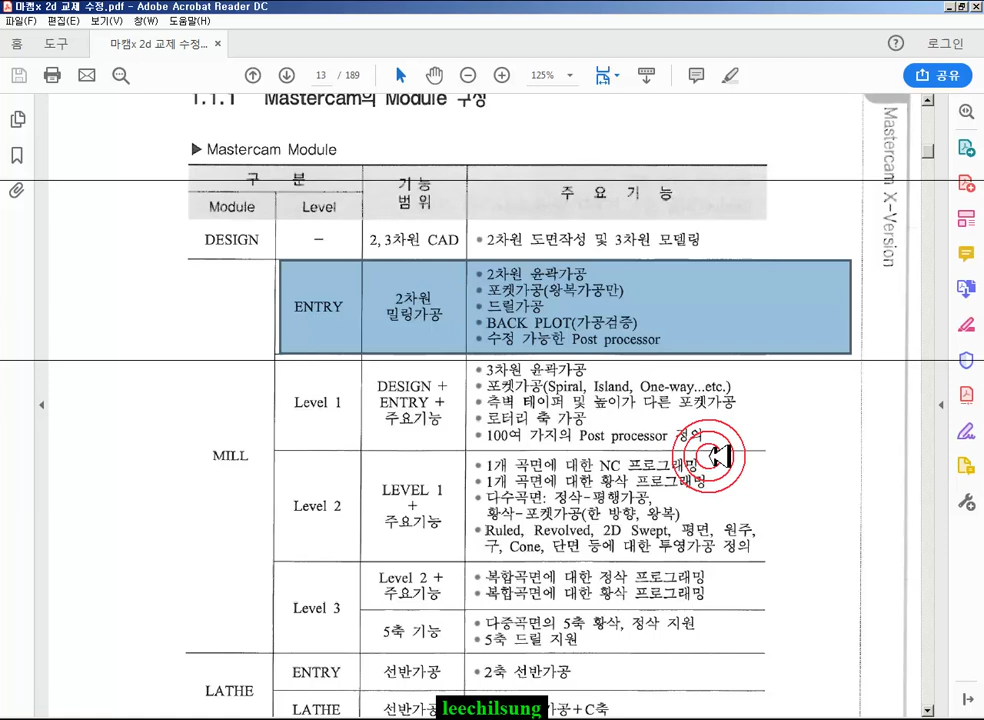 마캠x 2d 교제 수정.pdf - Adobe Acrobat Reader DC
파일(F) 편집(E) 보기(V) 창(W) 도움말(H)
홈 도구 마캠x 2d 교제 수정... × 로그인
13 / 189 125% 공유
1.1.1 Mastercam의 Module 구성
▶ Mastercam Module
구 분 기능 범위 주 요 기 능
Module Level
DESIGN - 2, 3차원 CAD • 2차원 도면작성 및 3차원 모델링
MILL
ENTRY
2차원
밀링가공
• 2차원 윤곽가공
• 포켓가공(왕복가공만)
• 드릴가공
• BACK PLOT(가공검증)
• 수정 가능한 Post processor
Level 1
DESIGN +
ENTRY +
주요기능
• 3차원 윤곽가공
• 포켓가공(Spiral, Island, One-way...etc.)
• 측벽 테이퍼 및 높이가 다른 포켓가공
• 로터리 축 가공
• 100여 가지의 Post processor 정의
Level 2
LEVEL 1
+
주요기능
• 1개 곡면에 대한 NC 프로그래밍
• 1개 곡면에 대한 황삭 프로그래밍
• 다수곡면: 정삭-평행가공,
황삭-포켓가공(한 방향, 왕복)
• Ruled, Revolved, 2D Swept, 평면, 원주,
구, Cone, 단면 등에 대한 투영가공 정의
Level 3
Level 2 +
주요기능
• 복합곡면에 대한 정삭 프로그래밍
• 복합곡면에 대한 황삭 프로그래밍
5축 기능
• 다중곡면의 5축 황삭, 정삭 지원
• 5축 드릴 지원
LATHE
ENTRY 선반가공 • 2축 선반가공
LATHE 선반가 가공+C축
Mastercam X-Version
leechilsung